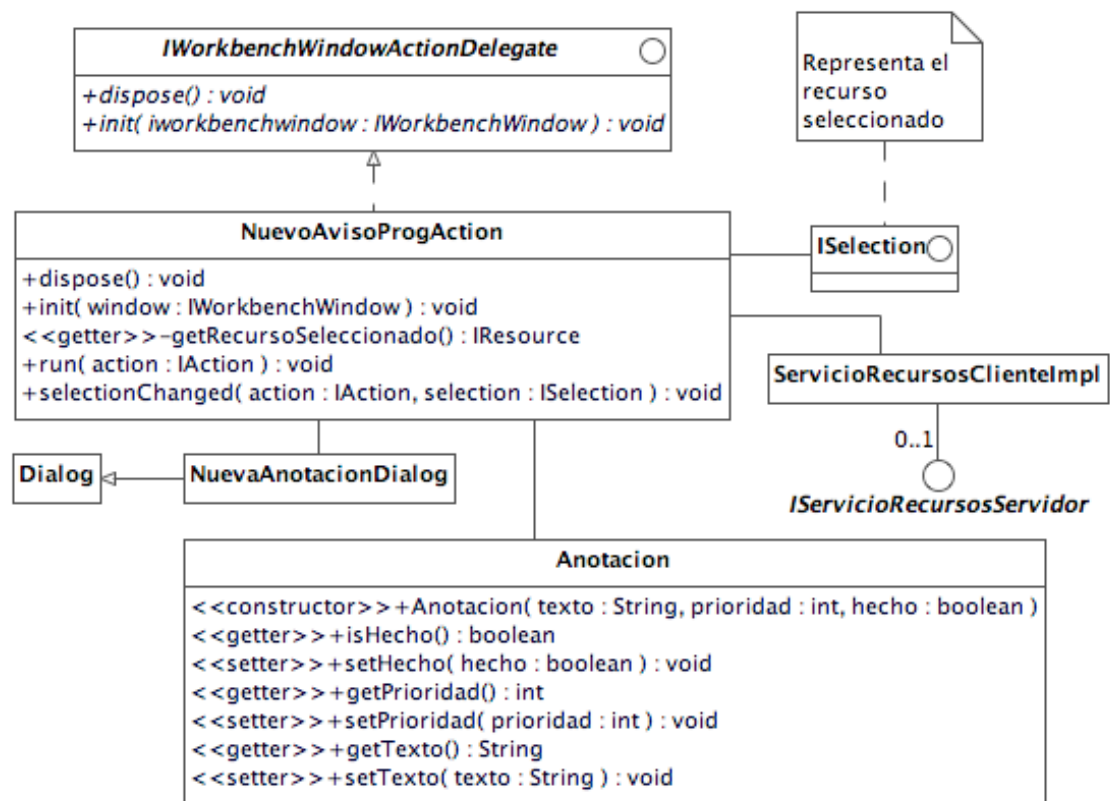 IWorkbenchWindowActionDelegate
+dispose() : void
+init( iworkbenchwindow : IWorkbenchWindow ) : void
Representa el
recurso
seleccionado
NuevoAvisoProgAction
+dispose() : void
+init( window : IWorkbenchWindow ) : void
<<getter>>-getRecursoSeleccionado() : IResource
+run( action : IAction ) : void
+selectionChanged( action : IAction, selection : ISelection ) : void
ISelection
ServicioRecursosClienteImpl
0..1
IServicioRecursosServidor
Dialog
NuevaAnotacionDialog
Anotacion
<<constructor>>+Anotacion( texto : String, prioridad : int, hecho : boolean )
<<getter>>+isHecho() : boolean
<<setter>>+setHecho( hecho : boolean ) : void
<<getter>>+getPrioridad() : int
<<setter>>+setPrioridad( prioridad : int ) : void
<<getter>>+getTexto() : String
<<setter>>+setTexto( texto : String ) : void